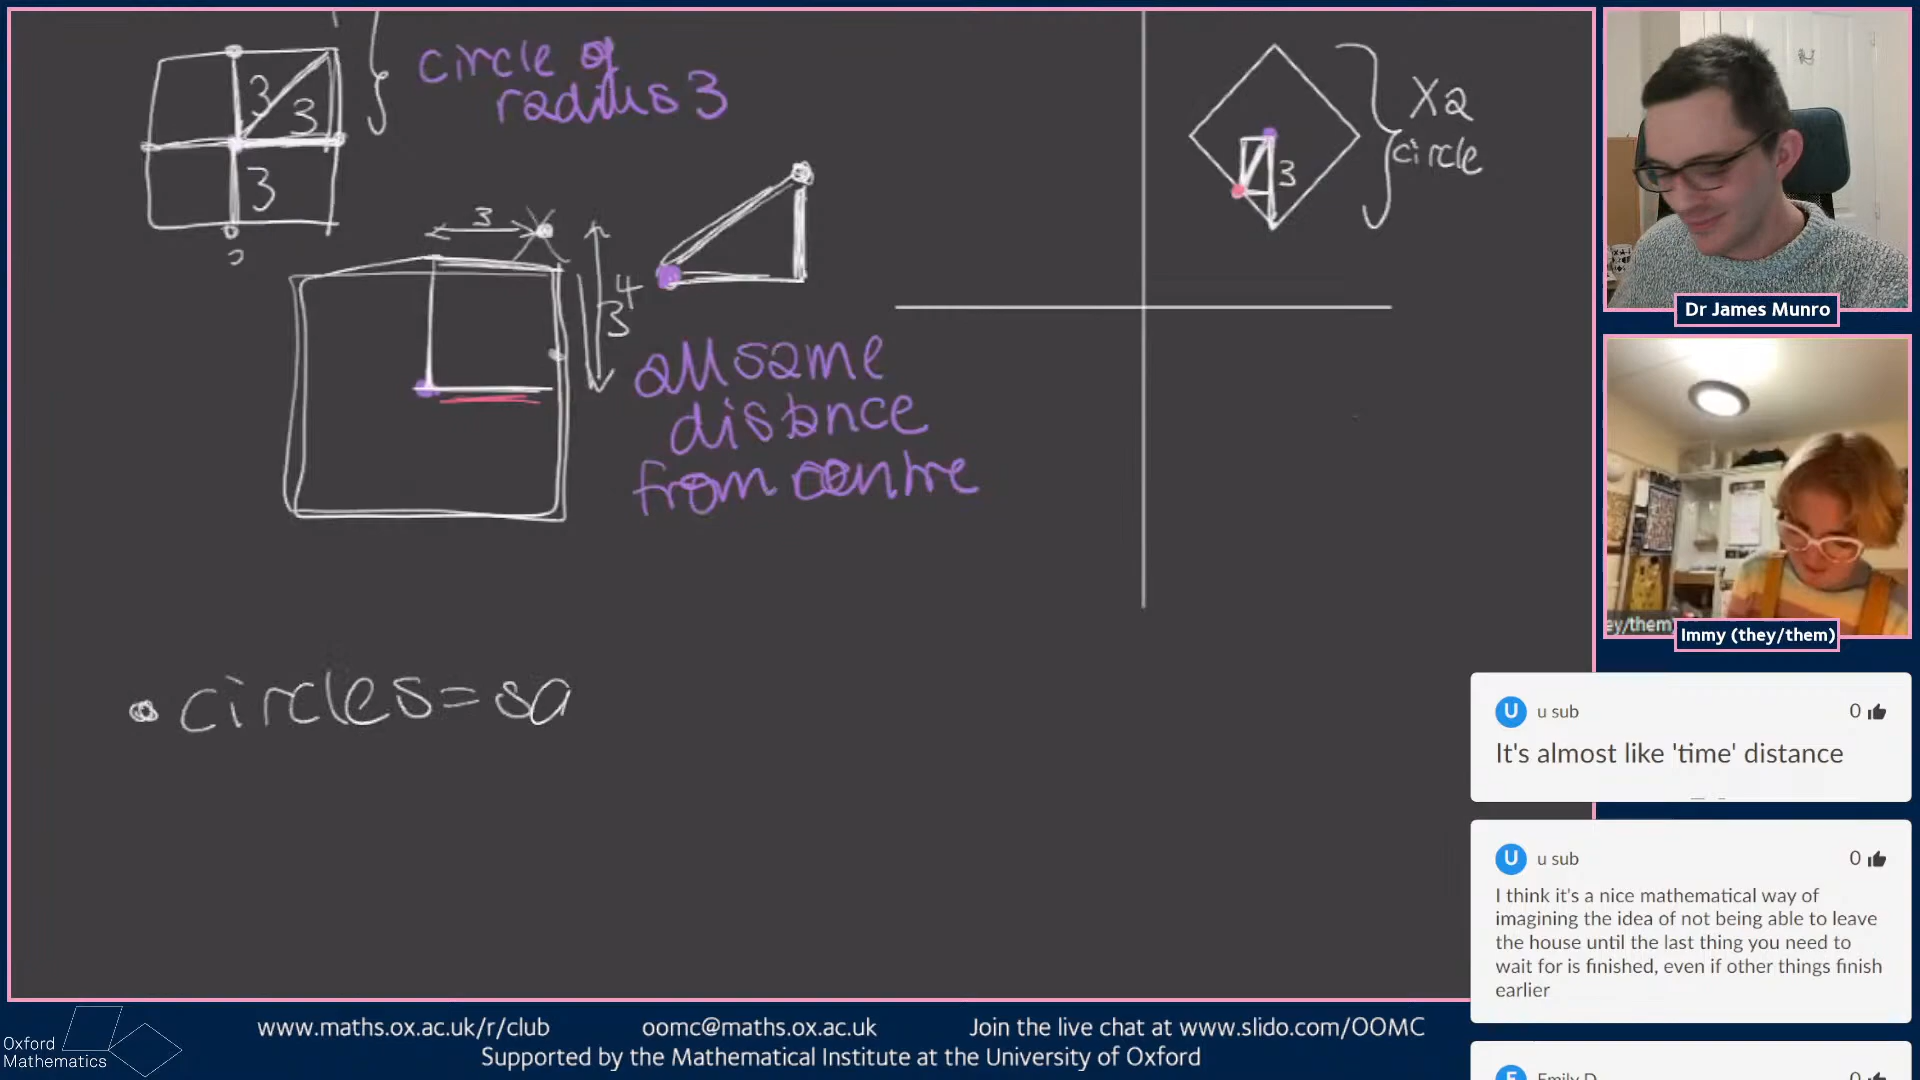 circle of
radius 3
3
3
3
3
4
3
all same
distance
from centre
X2
circle
3
circles = sa
Dr James Munro
ey/them)
Immy (they/them)
U u sub 0
It's almost like 'time' distance
U u sub 0
I think it's a nice mathematical way of
imagining the idea of not being able to leave
the house until the last thing you need to
wait for is finished, even if other things finish
earlier
Emily D 0
Oxford
Mathematics
www.maths.ox.ac.uk/r/club oomc@maths.ox.ac.uk Join the live chat at www.slido.com/OOMC
Supported by the Mathematical Institute at the University of Oxford